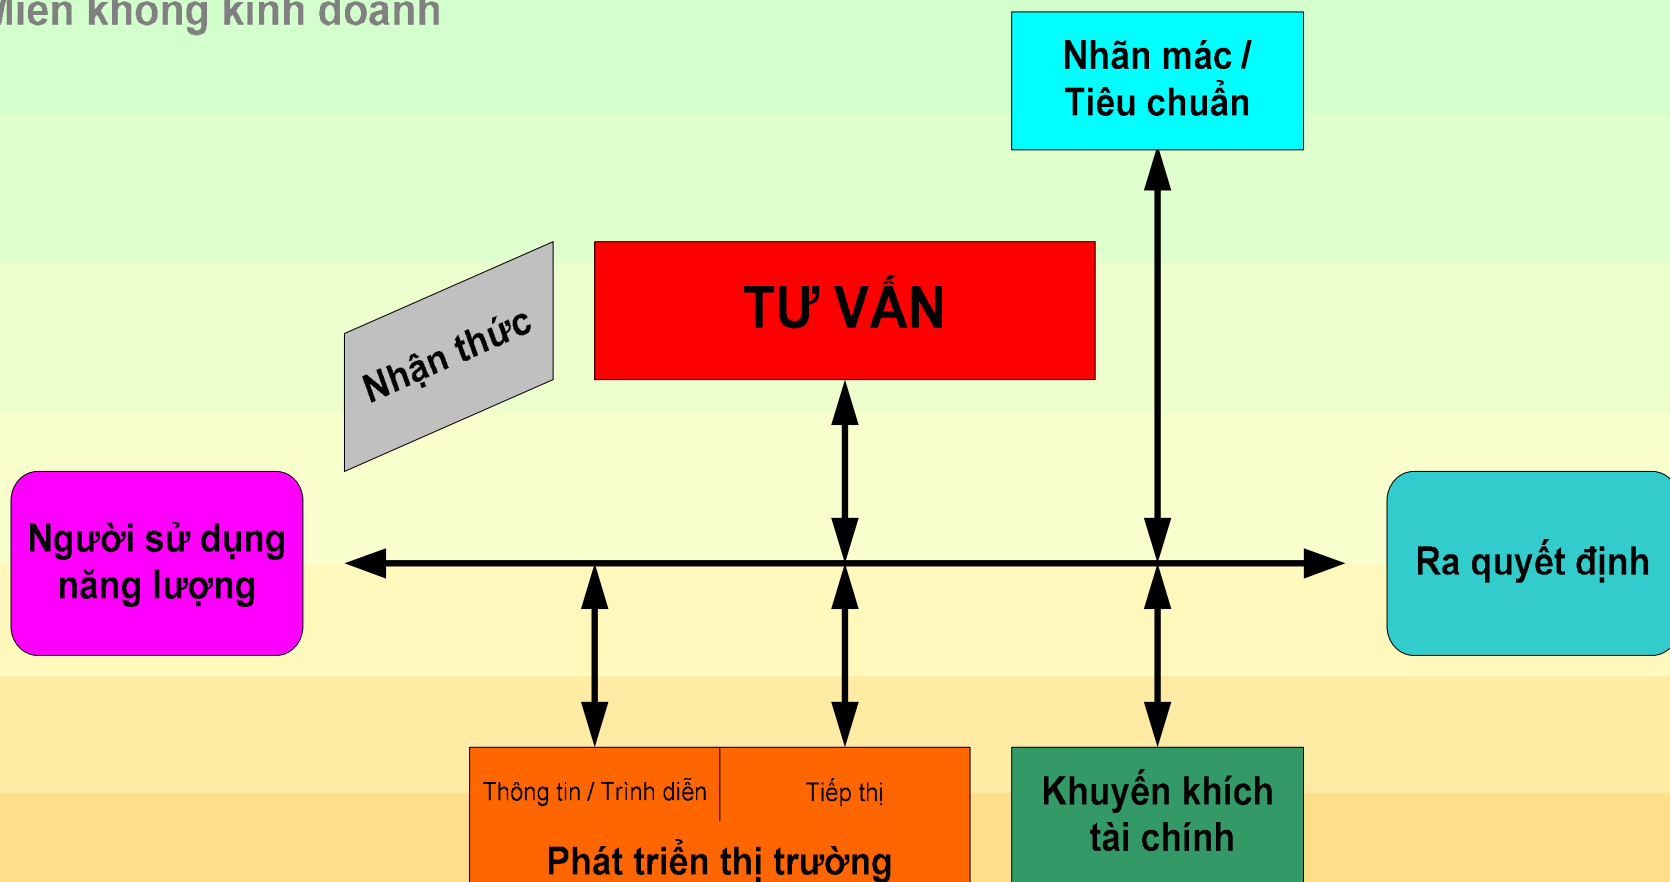 Miền không kinh doanh
Nhãn mác /
Tiêu chuẩn
TƯ VẤN
Nhận thức
Người sử dụng
năng lượng
Ra quyết định
Thông tin / Trình diễn
Tiếp thị
Phát triển thị trường
Khuyến khích
tài chính